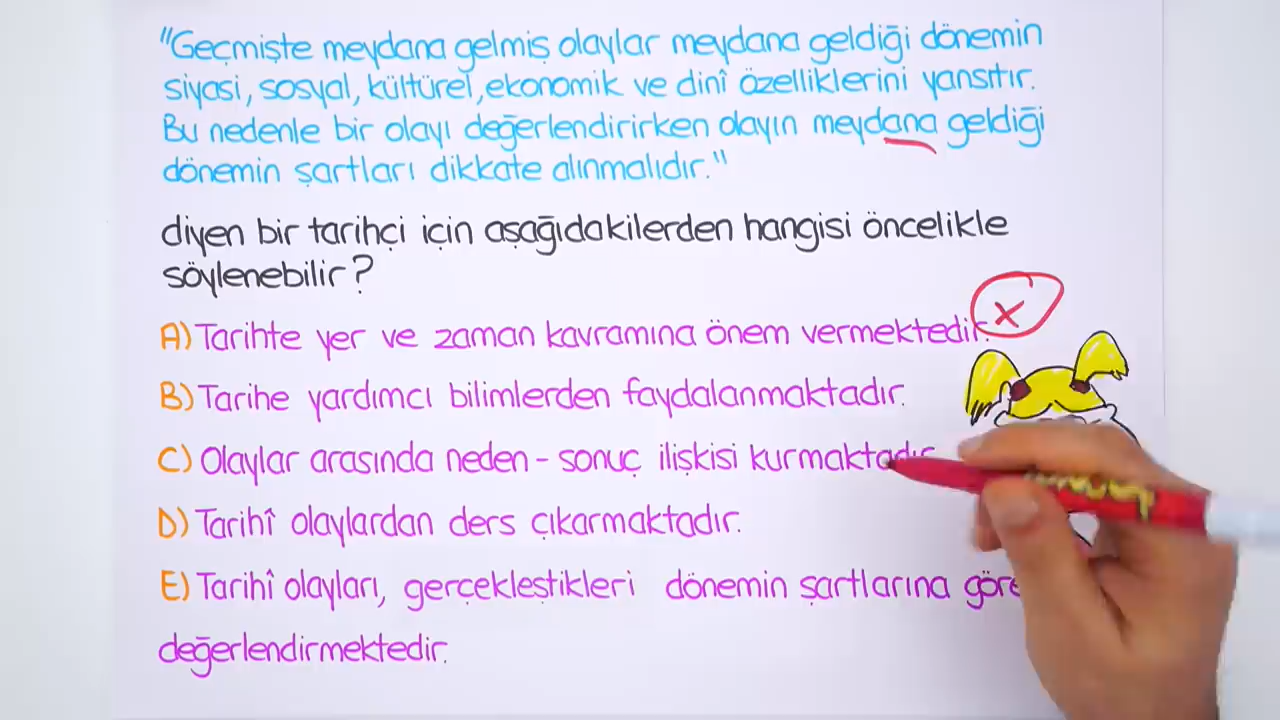 "Geçmişte meydana gelmiş olaylar meydana geldiği dönemin
siyasi, sosyal, kültürel, ekonomik ve dinî özelliklerini yansıtır.
Bu nedenle bir olayı değerlendirirken olayın meydana geldiği
dönemin şartları dikkate alınmalıdır."
diyen bir tarihçi için aşağıdakilerden hangisi öncelikle
söylenebilir?
A) Tarihte yer ve zaman kavramına önem vermektedir.
B) Tarihe yardımcı bilimlerden faydalanmaktadır.
C) Olaylar arasında neden - sonuç ilişkisi kurmaktadır
D) Tarihî olaylardan ders çıkarmaktadır.
E) Tarihî olayları, gerçekleştikleri dönemin şartlarına göre
değerlendirmektedir.